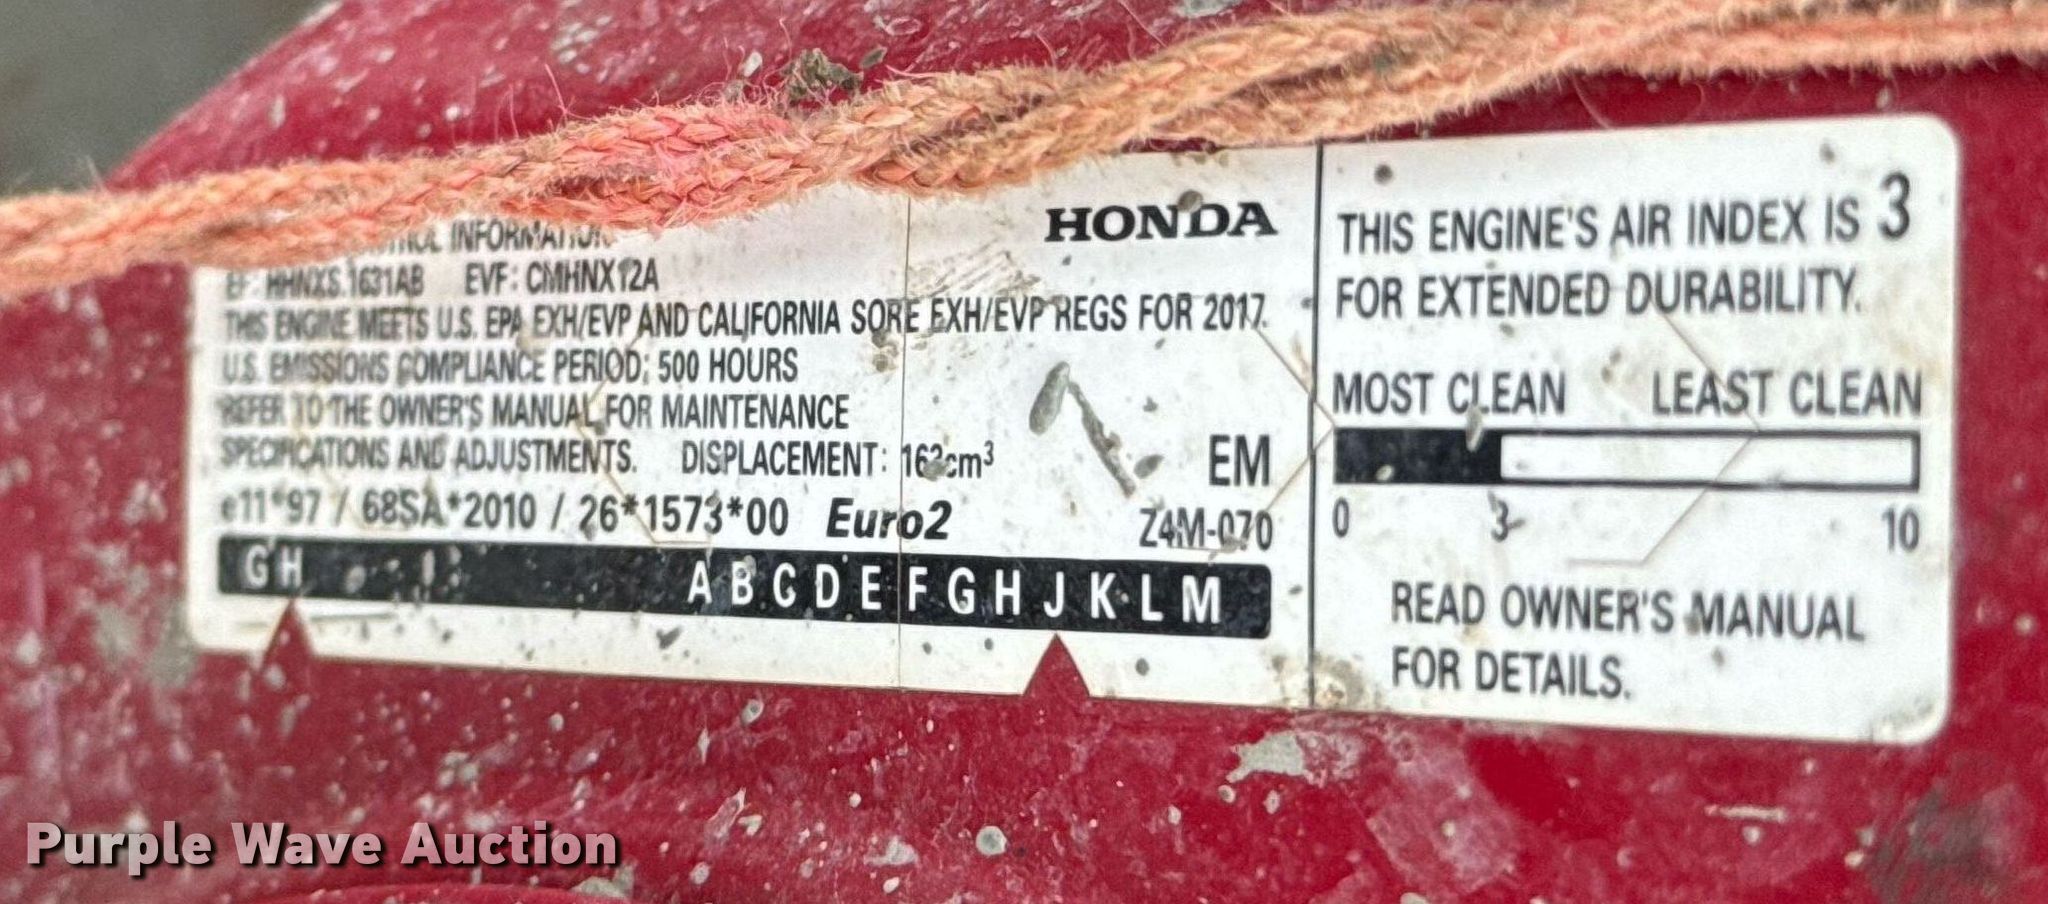 INFORMATION
EF: HHNXS.1631AB EVF: CMHNX12A
THIS ENGINE MEETS U.S. EPA EXH/EVP AND CALIFORNIA SORE EXH/EVP REGS FOR 2017.
U.S. EMISSIONS COMPLIANCE PERIOD: 500 HOURS
REFER TO THE OWNER'S MANUAL FOR MAINTENANCE
SPECIFICATIONS AND ADJUSTMENTS. DISPLACEMENT:
e11*97 / 68SA*2010 / 26*1573*00 Euro2
G H A B C D E F G H J K L M
HONDA
EM
Z4M-070
THIS ENGINE'S AIR INDEX IS 3
FOR EXTENDED DURABILITY.
MOST CLEAN LEAST CLEAN
0 3 10
READ OWNER'S MANUAL
FOR DETAILS.
Purple Wave Auction